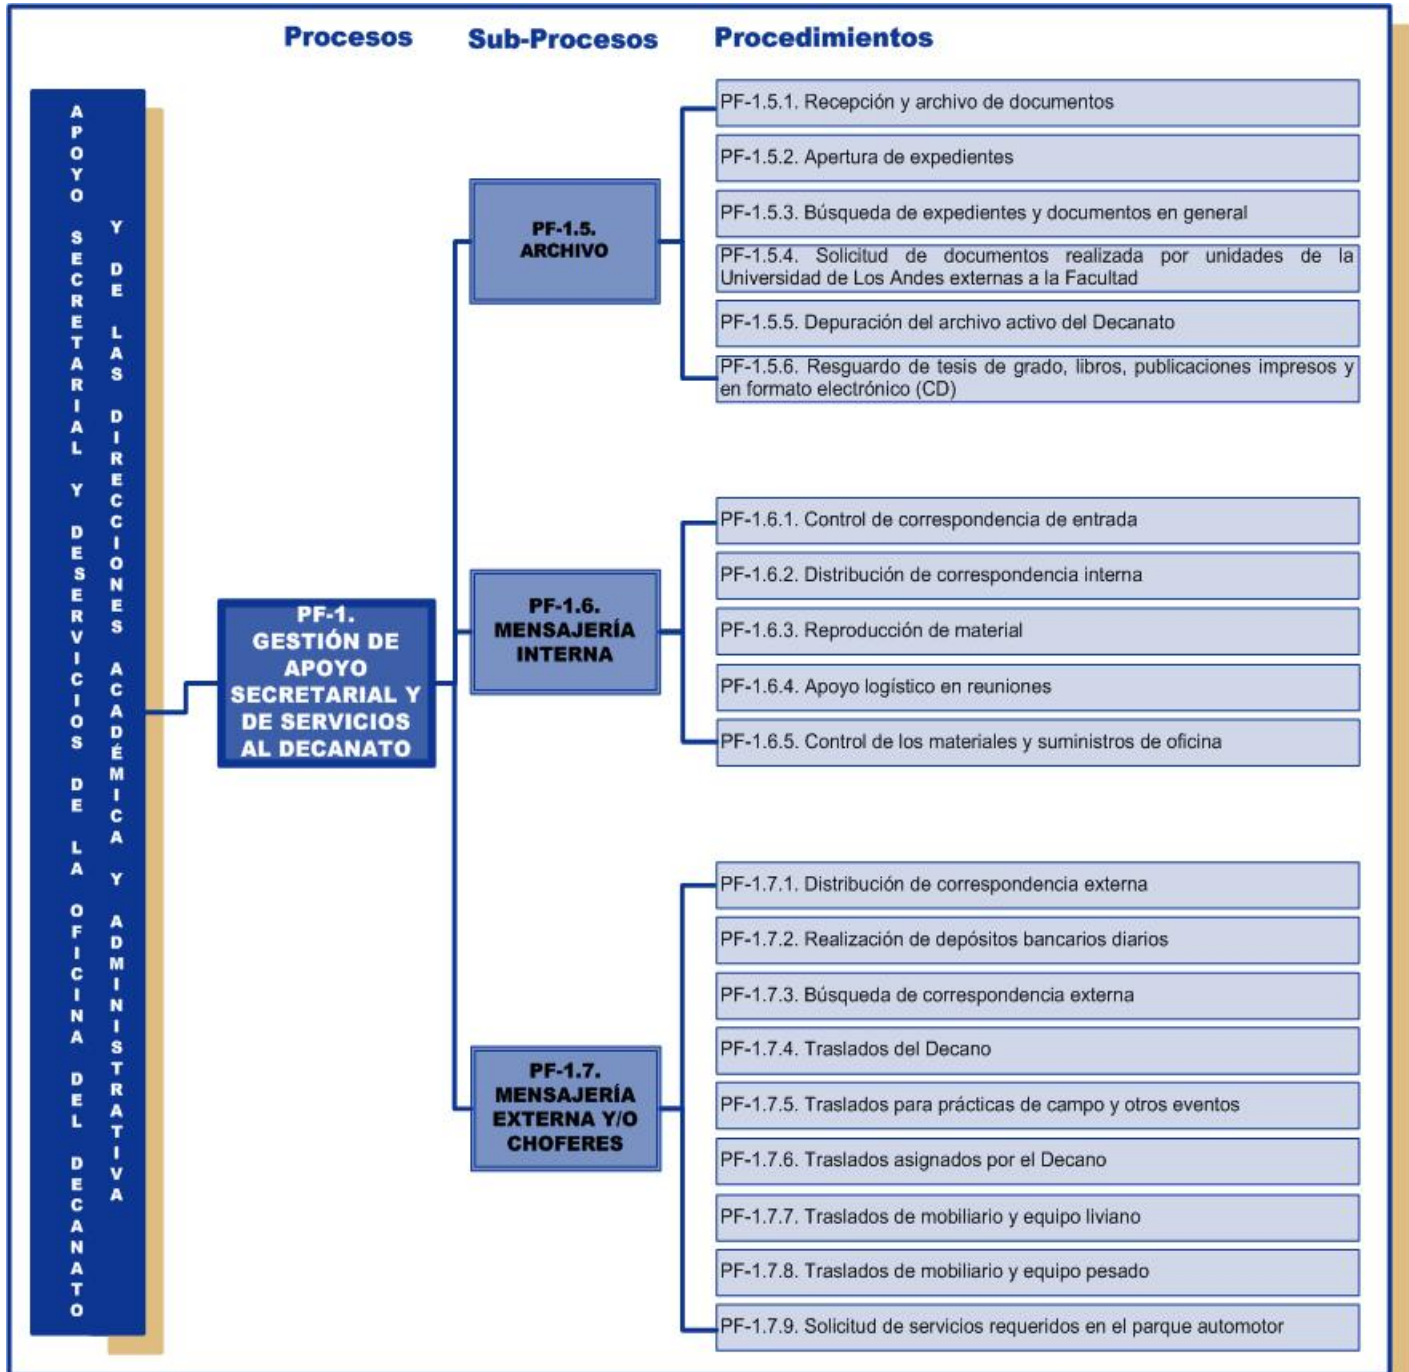 Procesos Sub-Procesos Procedimientos
APOYO SECRETARIAL Y DE SERVICIOS DE LA OFICINA DEL DECANATO
Y DE LAS DIRECCIONES ACADÉMICA Y ADMINISTRATIVA
PF-1.
GESTIÓN DE
APOYO
SECRETARIAL Y
DE SERVICIOS
AL DECANATO
PF-1.5.
ARCHIVO
PF-1.5.1. Recepción y archivo de documentos
PF-1.5.2. Apertura de expedientes
PF-1.5.3. Búsqueda de expedientes y documentos en general
PF-1.5.4. Solicitud de documentos realizada por unidades de la
Universidad de Los Andes externas a la Facultad
PF-1.5.5. Depuración del archivo activo del Decanato
PF-1.5.6. Resguardo de tesis de grado, libros, publicaciones impresos y
en formato electrónico (CD)
PF-1.6.
MENSAJERÍA
INTERNA
PF-1.6.1. Control de correspondencia de entrada
PF-1.6.2. Distribución de correspondencia interna
PF-1.6.3. Reproducción de material
PF-1.6.4. Apoyo logístico en reuniones
PF-1.6.5. Control de los materiales y suministros de oficina
PF-1.7.
MENSAJERÍA
EXTERNA Y/O
CHOFERES
PF-1.7.1. Distribución de correspondencia externa
PF-1.7.2. Realización de depósitos bancarios diarios
PF-1.7.3. Búsqueda de correspondencia externa
PF-1.7.4. Traslados del Decano
PF-1.7.5. Traslados para prácticas de campo y otros eventos
PF-1.7.6. Traslados asignados por el Decano
PF-1.7.7. Traslados de mobiliario y equipo liviano
PF-1.7.8. Traslados de mobiliario y equipo pesado
PF-1.7.9. Solicitud de servicios requeridos en el parque automotor